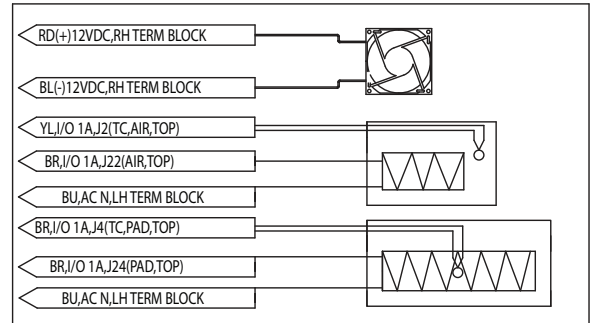 RD(+)12VDC,RH TERM BLOCK
BL(-)12VDC,RH TERM BLOCK
YL,I/O 1A,J2(TC,AIR,TOP)
BR,I/O 1A,J22(AIR,TOP)
BU,AC N,LH TERM BLOCK
BR,I/O 1A,J4(TC,PAD,TOP)
BR,I/O 1A,J24(PAD,TOP)
BU,AC N,LH TERM BLOCK